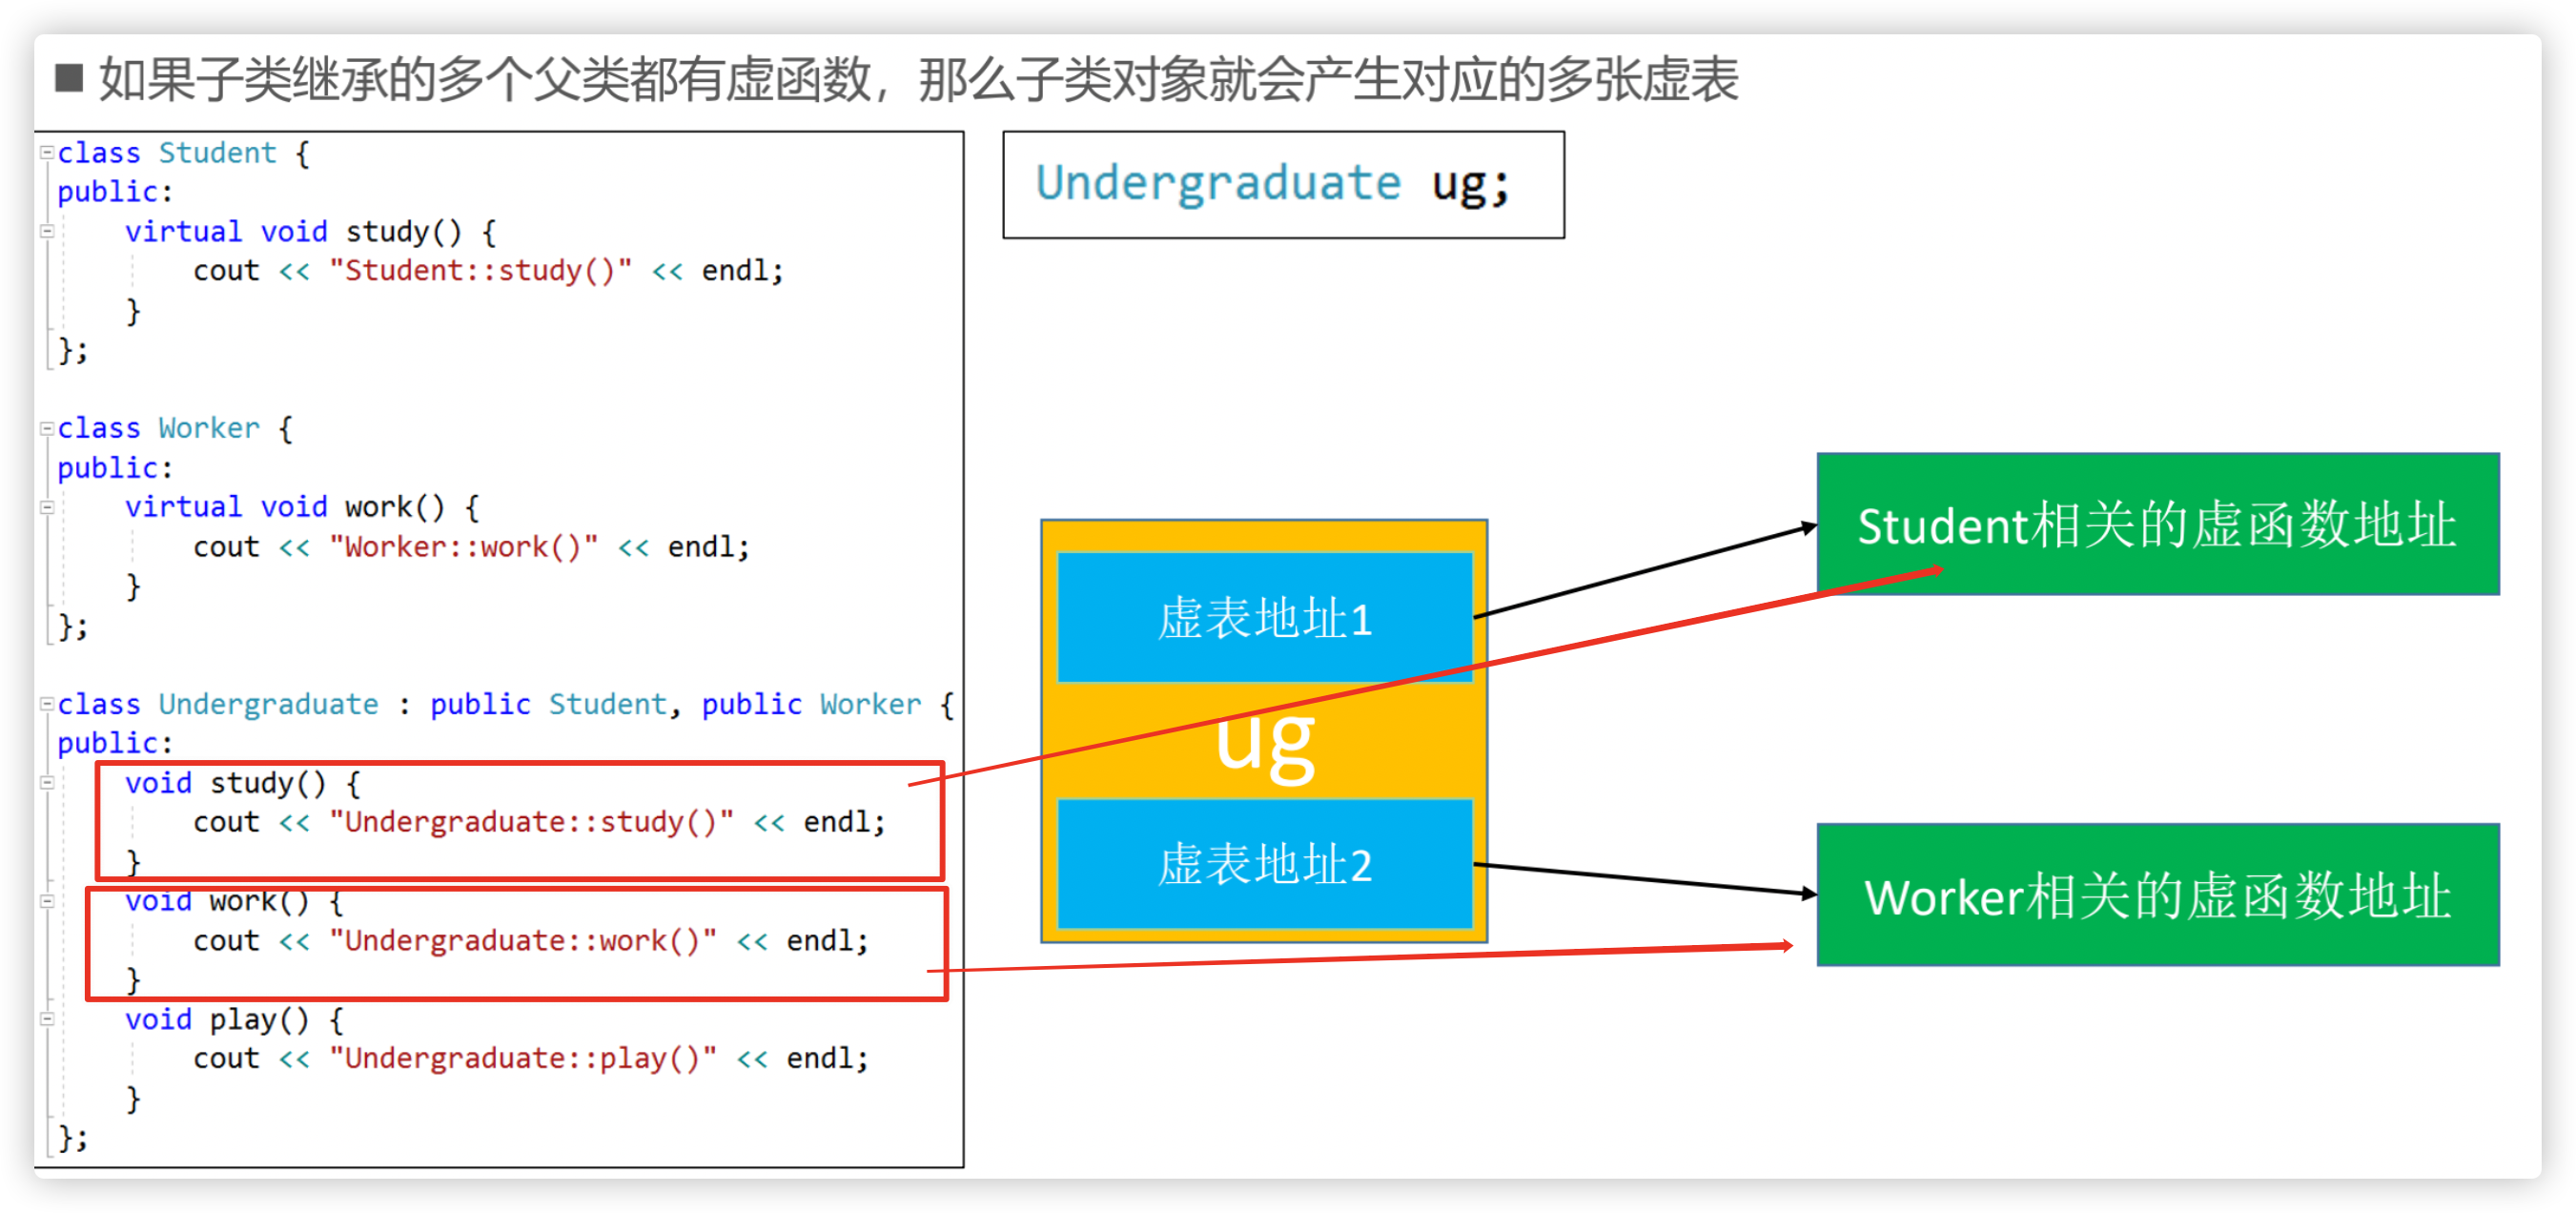 ■ 如果子类继承的多个父类都有虚函数，那么子类对象就会产生对应的多张虚表
class Student {
public:
    virtual void study() {
        cout << "Student::study()" << endl;
    }
};
class Worker {
public:
    virtual void work() {
        cout << "Worker::work()" << endl;
    }
};
class Undergraduate : public Student, public Worker {
public:
    void study() {
        cout << "Undergraduate::study()" << endl;
    }
    void work() {
        cout << "Undergraduate::work()" << endl;
    }
    void play() {
        cout << "Undergraduate::play()" << endl;
    }
};
Undergraduate ug;
虚表地址1
ug
虚表地址2
Student相关的虚函数地址
Worker相关的虚函数地址